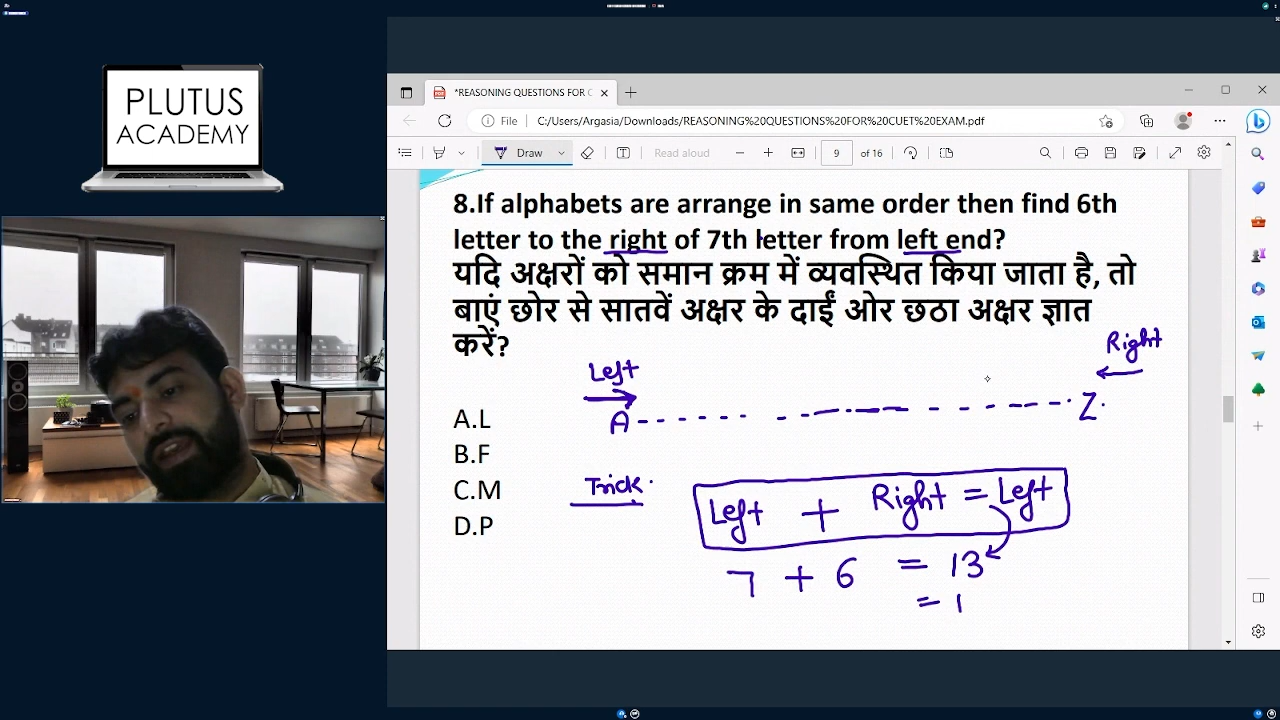 PLUTUS
ACADEMY
*REASONING QUESTIONS FOR C
File
C:/Users/Argasia/Downloads/REASONING%20QUESTIONS%20FOR%20CUET%20EXAM.pdf
Draw
Read aloud
9
of 16
8.If alphabets are arrange in same order then find 6th
letter to the right of 7th letter from left end?
यदि अक्षरों को समान क्रम में व्यवस्थित किया जाता है, तो
बाएं छोर से सातवें अक्षर के दाईं ओर छठा अक्षर ज्ञात
करें?
Right
Left
A Z
A.L
B.F
C.M
D.P
Trick
Left + Right = Left
7 + 6 = 13
= 1